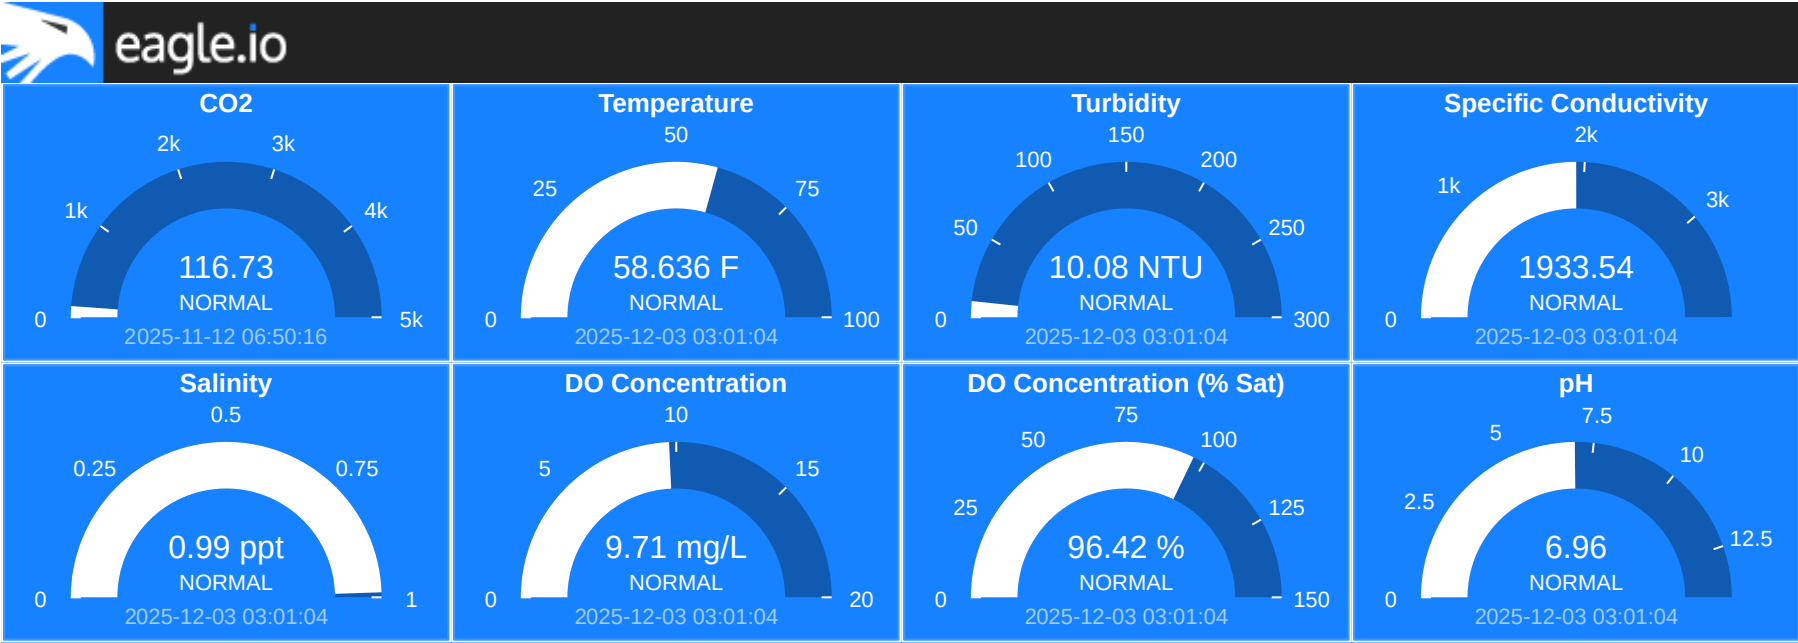 eagle.io
CO2
0
1k
2k
3k
4k
5k
116.73
NORMAL
2025-11-12 06:50:16
Temperature
0
25
50
75
100
58.636 F
NORMAL
2025-12-03 03:01:04
Turbidity
0
50
100
150
200
250
300
10.08 NTU
NORMAL
2025-12-03 03:01:04
Specific Conductivity
0
1k
2k
3k
1933.54
NORMAL
2025-12-03 03:01:04
Salinity
0
0.25
0.5
0.75
1
0.99 ppt
NORMAL
2025-12-03 03:01:04
DO Concentration
0
5
10
15
20
9.71 mg/L
NORMAL
2025-12-03 03:01:04
DO Concentration (% Sat)
0
25
50
75
100
125
150
96.42 %
NORMAL
2025-12-03 03:01:04
pH
0
2.5
5
7.5
10
12.5
6.96
NORMAL
2025-12-03 03:01:04